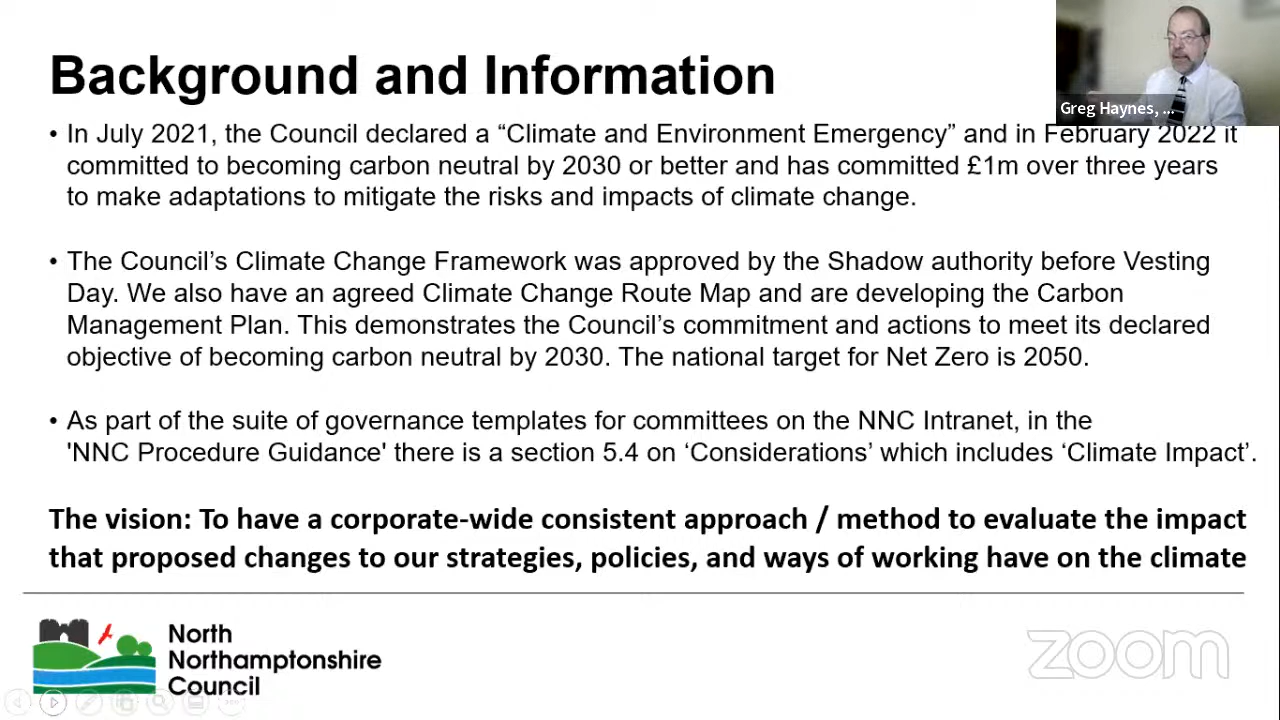 Background and Information
Greg Haynes, ...
• In July 2021, the Council declared a “Climate and Environment Emergency” and in February 2022 it
committed to becoming carbon neutral by 2030 or better and has committed £1m over three years
to make adaptations to mitigate the risks and impacts of climate change.
• The Council’s Climate Change Framework was approved by the Shadow authority before Vesting
Day. We also have an agreed Climate Change Route Map and are developing the Carbon
Management Plan. This demonstrates the Council’s commitment and actions to meet its declared
objective of becoming carbon neutral by 2030. The national target for Net Zero is 2050.
• As part of the suite of governance templates for committees on the NNC Intranet, in the
'NNC Procedure Guidance' there is a section 5.4 on ‘Considerations’ which includes ‘Climate Impact’.
The vision: To have a corporate-wide consistent approach / method to evaluate the impact
that proposed changes to our strategies, policies, and ways of working have on the climate
North
Northamptonshire
Council
zoom